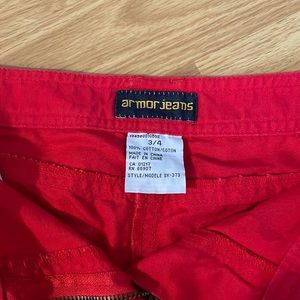 armorjeans
3/4
100% COTTON/COTON
MADE IN CHINA
FAIT EN CHINE
CA 01217
RN 60907
STYLE/MODELE SK-373